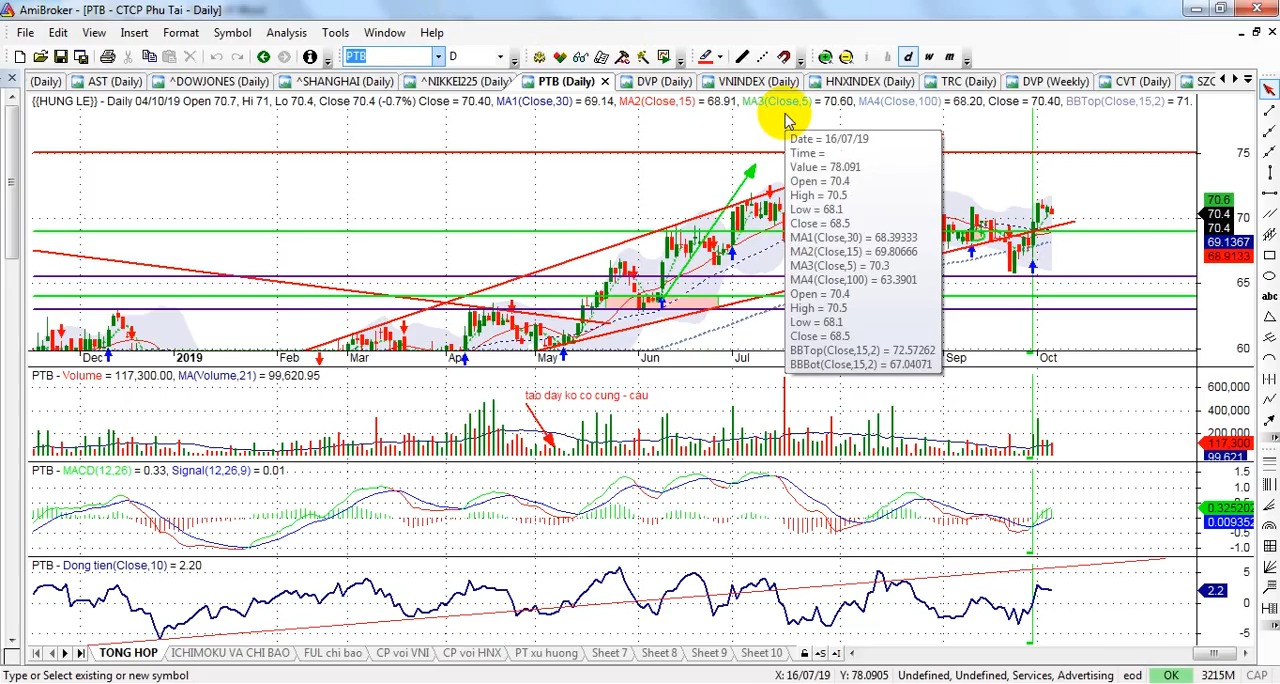 AmiBroker - [PTB - CTCP Phu Tai - Daily]
File Edit View Insert Format Symbol Analysis Tools Window Help
PTB D i h d w m
(Daily) AST (Daily) ^DOWJONES (Daily) ^SHANGHAI (Daily) ^NIKKEI225 (Daily) PTB (Daily) DVP (Daily) VNINDEX (Daily) HNXINDEX (Daily) TRC (Daily) DVP (Weekly) CVT (Daily) SZC
{{HUNG LE}} - Daily 04/10/19 Open 70.7, Hi 71, Lo 70.4, Close 70.4 (-0.7%) Close = 70.40, MA1(Close,30) = 69.14, MA2(Close,15) = 68.91, MA3(Close,5) = 70.60, MA4(Close,100) = 68.20, Close = 70.40, BBTop(Close,15,2) = 71.
Date = 16/07/19
Time =
Value = 78.091
Open = 70.4
High = 70.5
Low = 68.1
Close = 68.5
MA1(Close,30) = 68.39333
MA2(Close,15) = 69.80666
MA3(Close,5) = 70.3
MA4(Close,100) = 63.3901
Open = 70.4
High = 70.5
Low = 68.1
Close = 68.5
BBTop(Close,15,2) = 72.57262
BBBot(Close,15,2) = 67.04071
75
70.6
70.4
70
70.4
69.1367
68.9133
65
60
abc
Dec 2019 Feb Mar Apr May Jun Jul Sep Oct
PTB - Volume = 117,300.00, MA(Volume,21) = 99,620.95
tao day ko co cung - cau
600,000
400,000
200,000
117,300
99,621
PTB - MACD(12,26) = 0.33, Signal(12,26,9) = 0.01
1.5
1.0
0.5
0.325202
0.009352
-0.5
-1.0
PTB - Dong tien(Close,10) = 2.20
5
2.2
0
-5
TONG HOP ICHIMOKU VA CHI BAO FUL chi bao CP voi VNI CP voi HNX PT xu huong Sheet 7 Sheet 8 Sheet 9 Sheet 10
Type or Select existing or new symbol X: 16/07/19 Y: 78.0905 Undefined, Undefined, Services, Advertising eod OK 3215M CAP